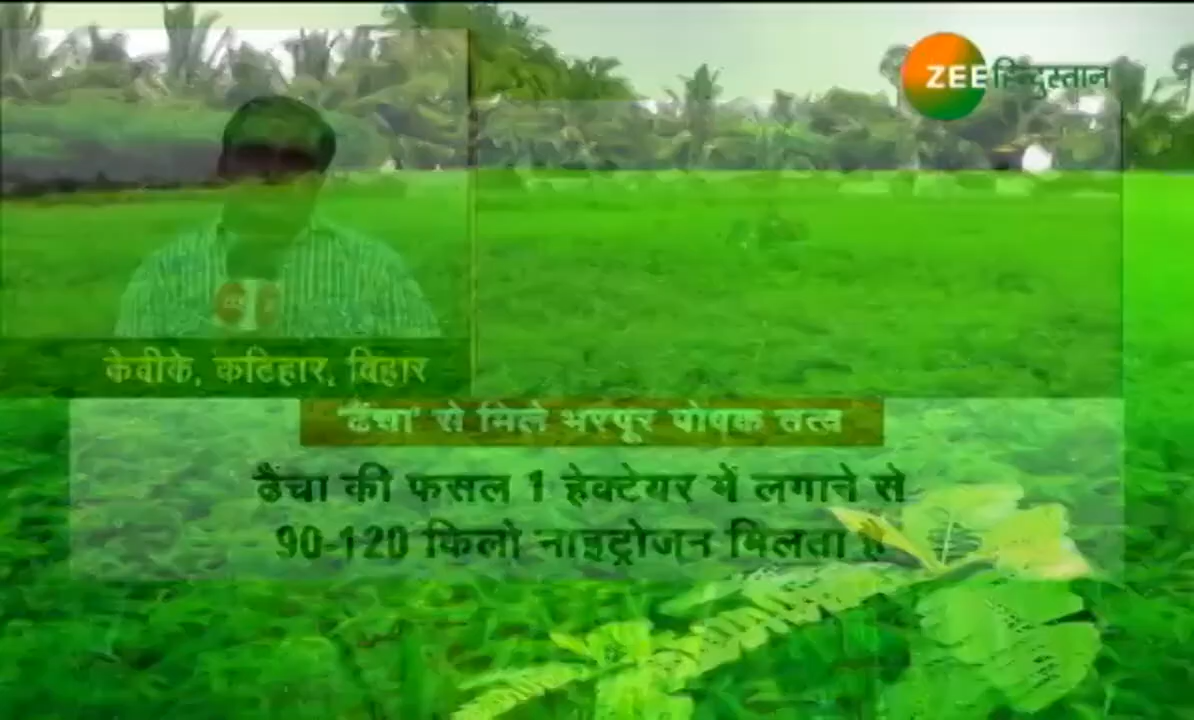 ZEE हिन्दुस्तान
केवीके, कटिहार, बिहार
'ढैंचा' से मिले भरपूर पोषक तत्व
ढैंचा की फसल 1 हेक्टेयर में लगाने से
90-120 किलो नाइट्रोजन मिलता है